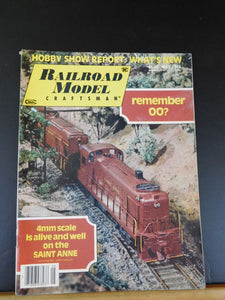 HOBBY SHOW REPORT: WHAT'S NEW
RAILROAD MODEL
CRAFTSMAN
remember
OO?
4mm scale
is alive and well
on the
SAINT ANNE